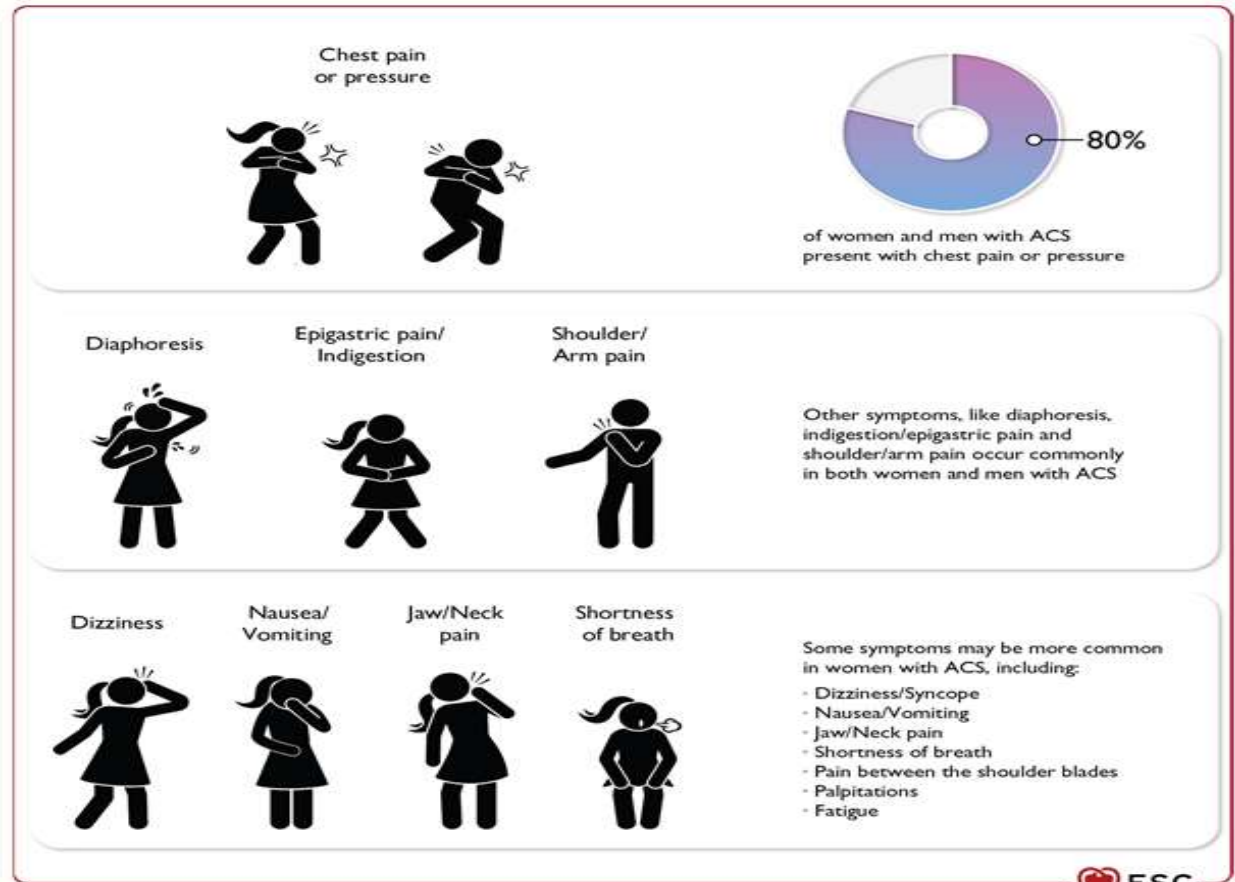 Chest pain
or pressure
80%
of women and men with ACS
present with chest pain or pressure
Diaphoresis
Epigastric pain/
Indigestion
Shoulder/
Arm pain
Other symptoms, like diaphoresis,
indigestion/epigastric pain and
shoulder/arm pain occur commonly
in both women and men with ACS
Dizziness
Nausea/
Vomiting
Jaw/Neck
pain
Shortness
of breath
Some symptoms may be more common
in women with ACS, including:
· Dizziness/Syncope
· Nausea/Vomiting
· Jaw/Neck pain
· Shortness of breath
· Pain between the shoulder blades
· Palpitations
· Fatigue
ESC